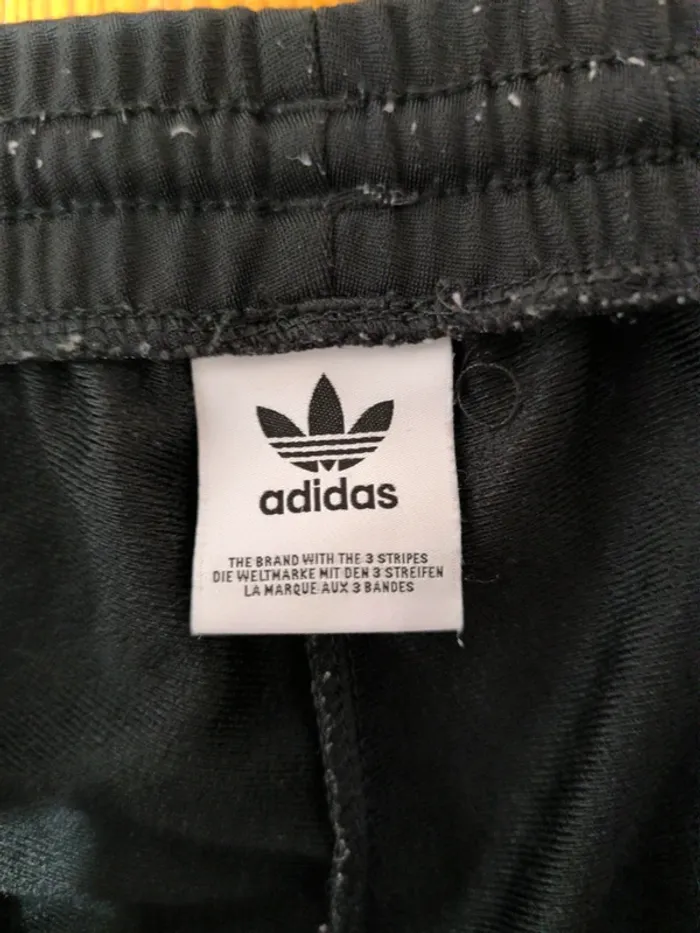 adidas
THE BRAND WITH THE 3 STRIPES
DIE WELTMARKE MIT DEN 3 STREIFEN
LA MARQUE AUX 3 BANDES